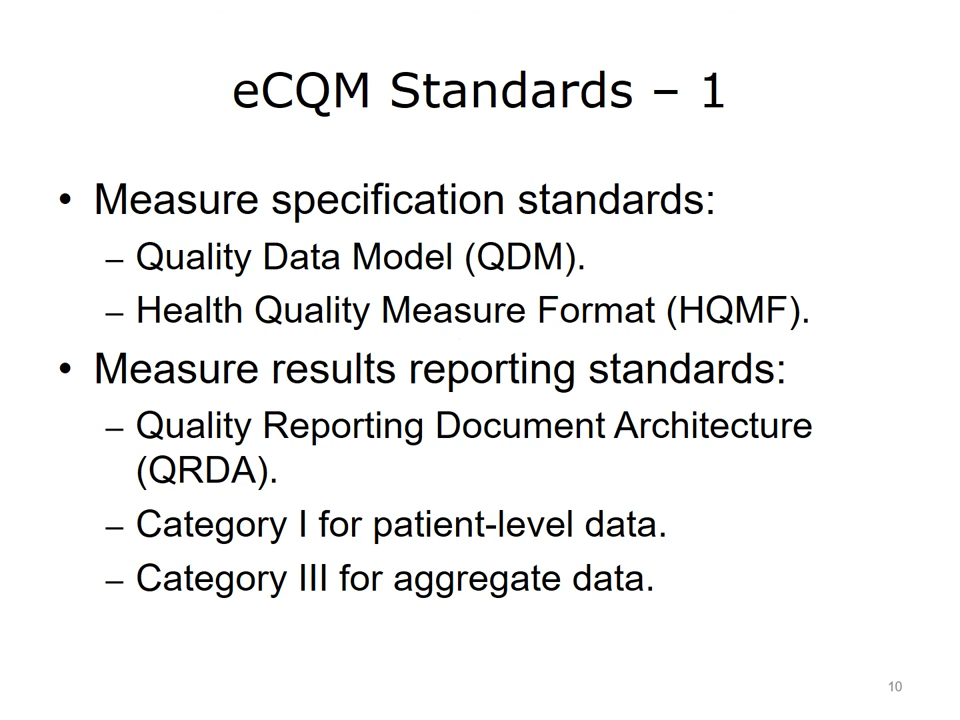 eCQM Standards – 1
• Measure specification standards:
– Quality Data Model (QDM).
– Health Quality Measure Format (HQMF).
• Measure results reporting standards:
– Quality Reporting Document Architecture
(QRDA).
– Category I for patient-level data.
– Category III for aggregate data.
10